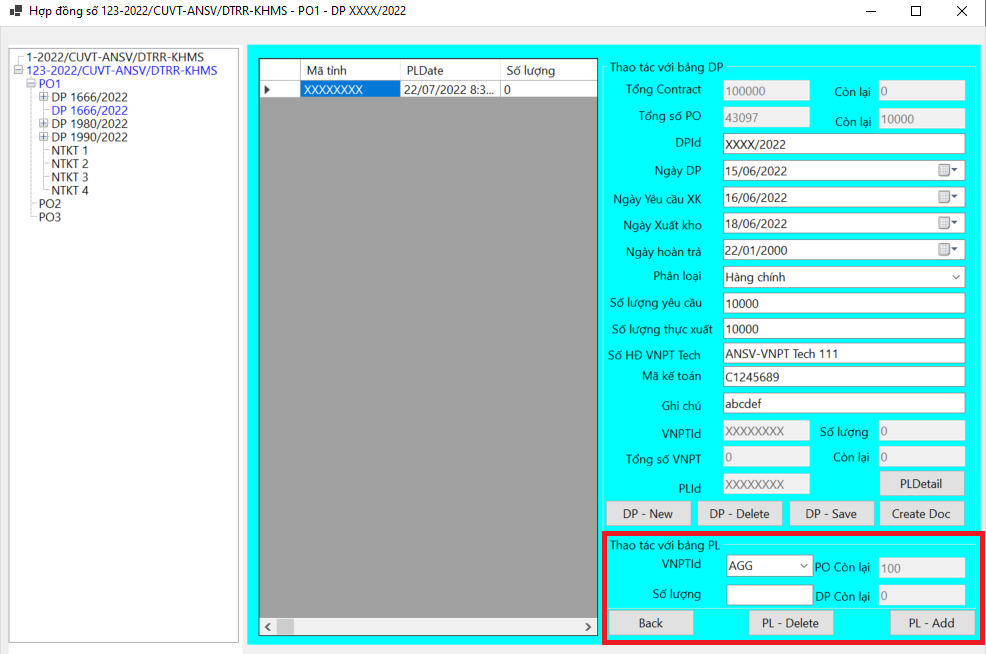 Hợp đồng số 123-2022/CUVT-ANSV/DTRR-KHMS - PO1 - DP XXXX/2022
1-2022/CUVT-ANSV/DTRR-KHMS
123-2022/CUVT-ANSV/DTRR-KHMS
PO1
DP 1666/2022
DP 1666/2022
DP 1980/2022
DP 1990/2022
NTKT 1
NTKT 2
NTKT 3
NTKT 4
PO2
PO3
Mã tỉnh PLDate Số lượng
XXXXXXXX 22/07/2022 8:3... 0
Thao tác với bảng DP
Tổng Contract 100000 Còn lại 0
Tổng số PO 43097 Còn lại 10000
DPId XXXX/2022
Ngày DP 15/06/2022
Ngày Yêu cầu XK 16/06/2022
Ngày Xuất kho 18/06/2022
Ngày hoàn trả 22/01/2000
Phân loại Hàng chính
Số lượng yêu cầu 10000
Số lượng thực xuất 10000
Số HĐ VNPT Tech ANSV-VNPT Tech 111
Mã kế toán C1245689
Ghi chú abcdef
VNPTId XXXXXXXX Số lượng 0
Tổng số VNPT 0 Còn lại 0
PLId XXXXXXXX PLDetail
DP - New DP - Delete DP - Save Create Doc
Thao tác với bảng PL
VNPTId AGG PO Còn lại 100
Số lượng DP Còn lại 0
Back PL - Delete PL - Add